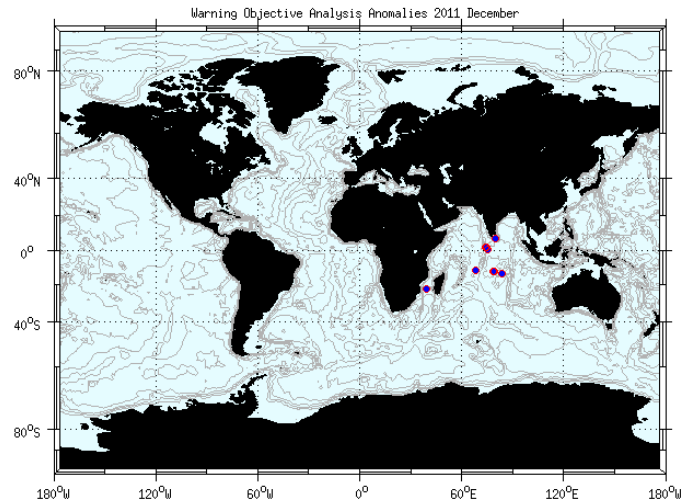 Warning Objective Analysis Anomalies 2011 December
80°N
40°N
0°
40°S
80°S
180°W 120°W 60°W 0° 60°E 120°E 180°W